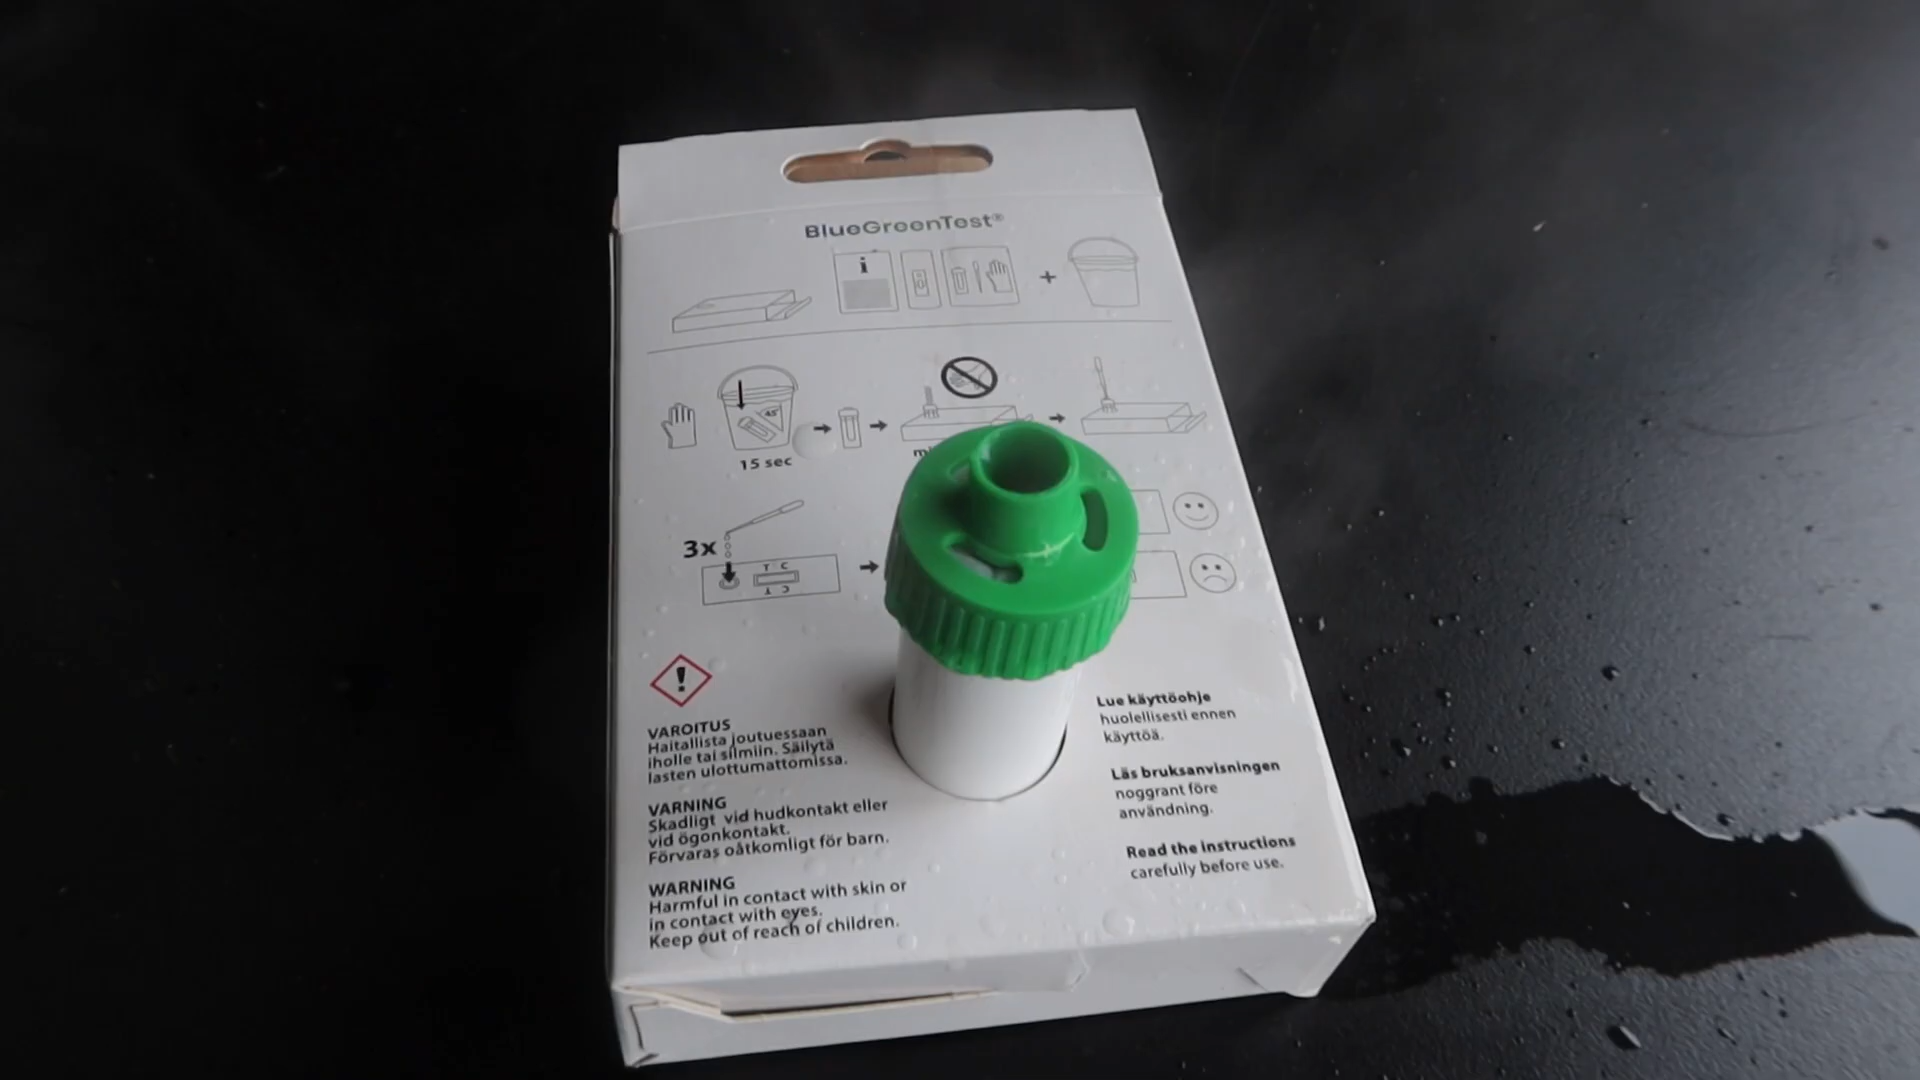 BlueGreenTest®
i
+
45°
15 sec
3x
T C
T C
VAROITUS
Haitallista joutuessaan
iholle tai silmiin. Säilytä
lasten ulottumattomissa.
VARNING
Skadligt vid hudkontakt eller
vid ögonkontakt.
Förvaras oåtkomligt för barn.
WARNING
Harmful in contact with skin or
in contact with eyes.
Keep out of reach of children.
Lue käyttöohje
huolellisesti ennen
käyttöä.
Läs bruksanvisningen
noggrant före
användning.
Read the instructions
carefully before use.